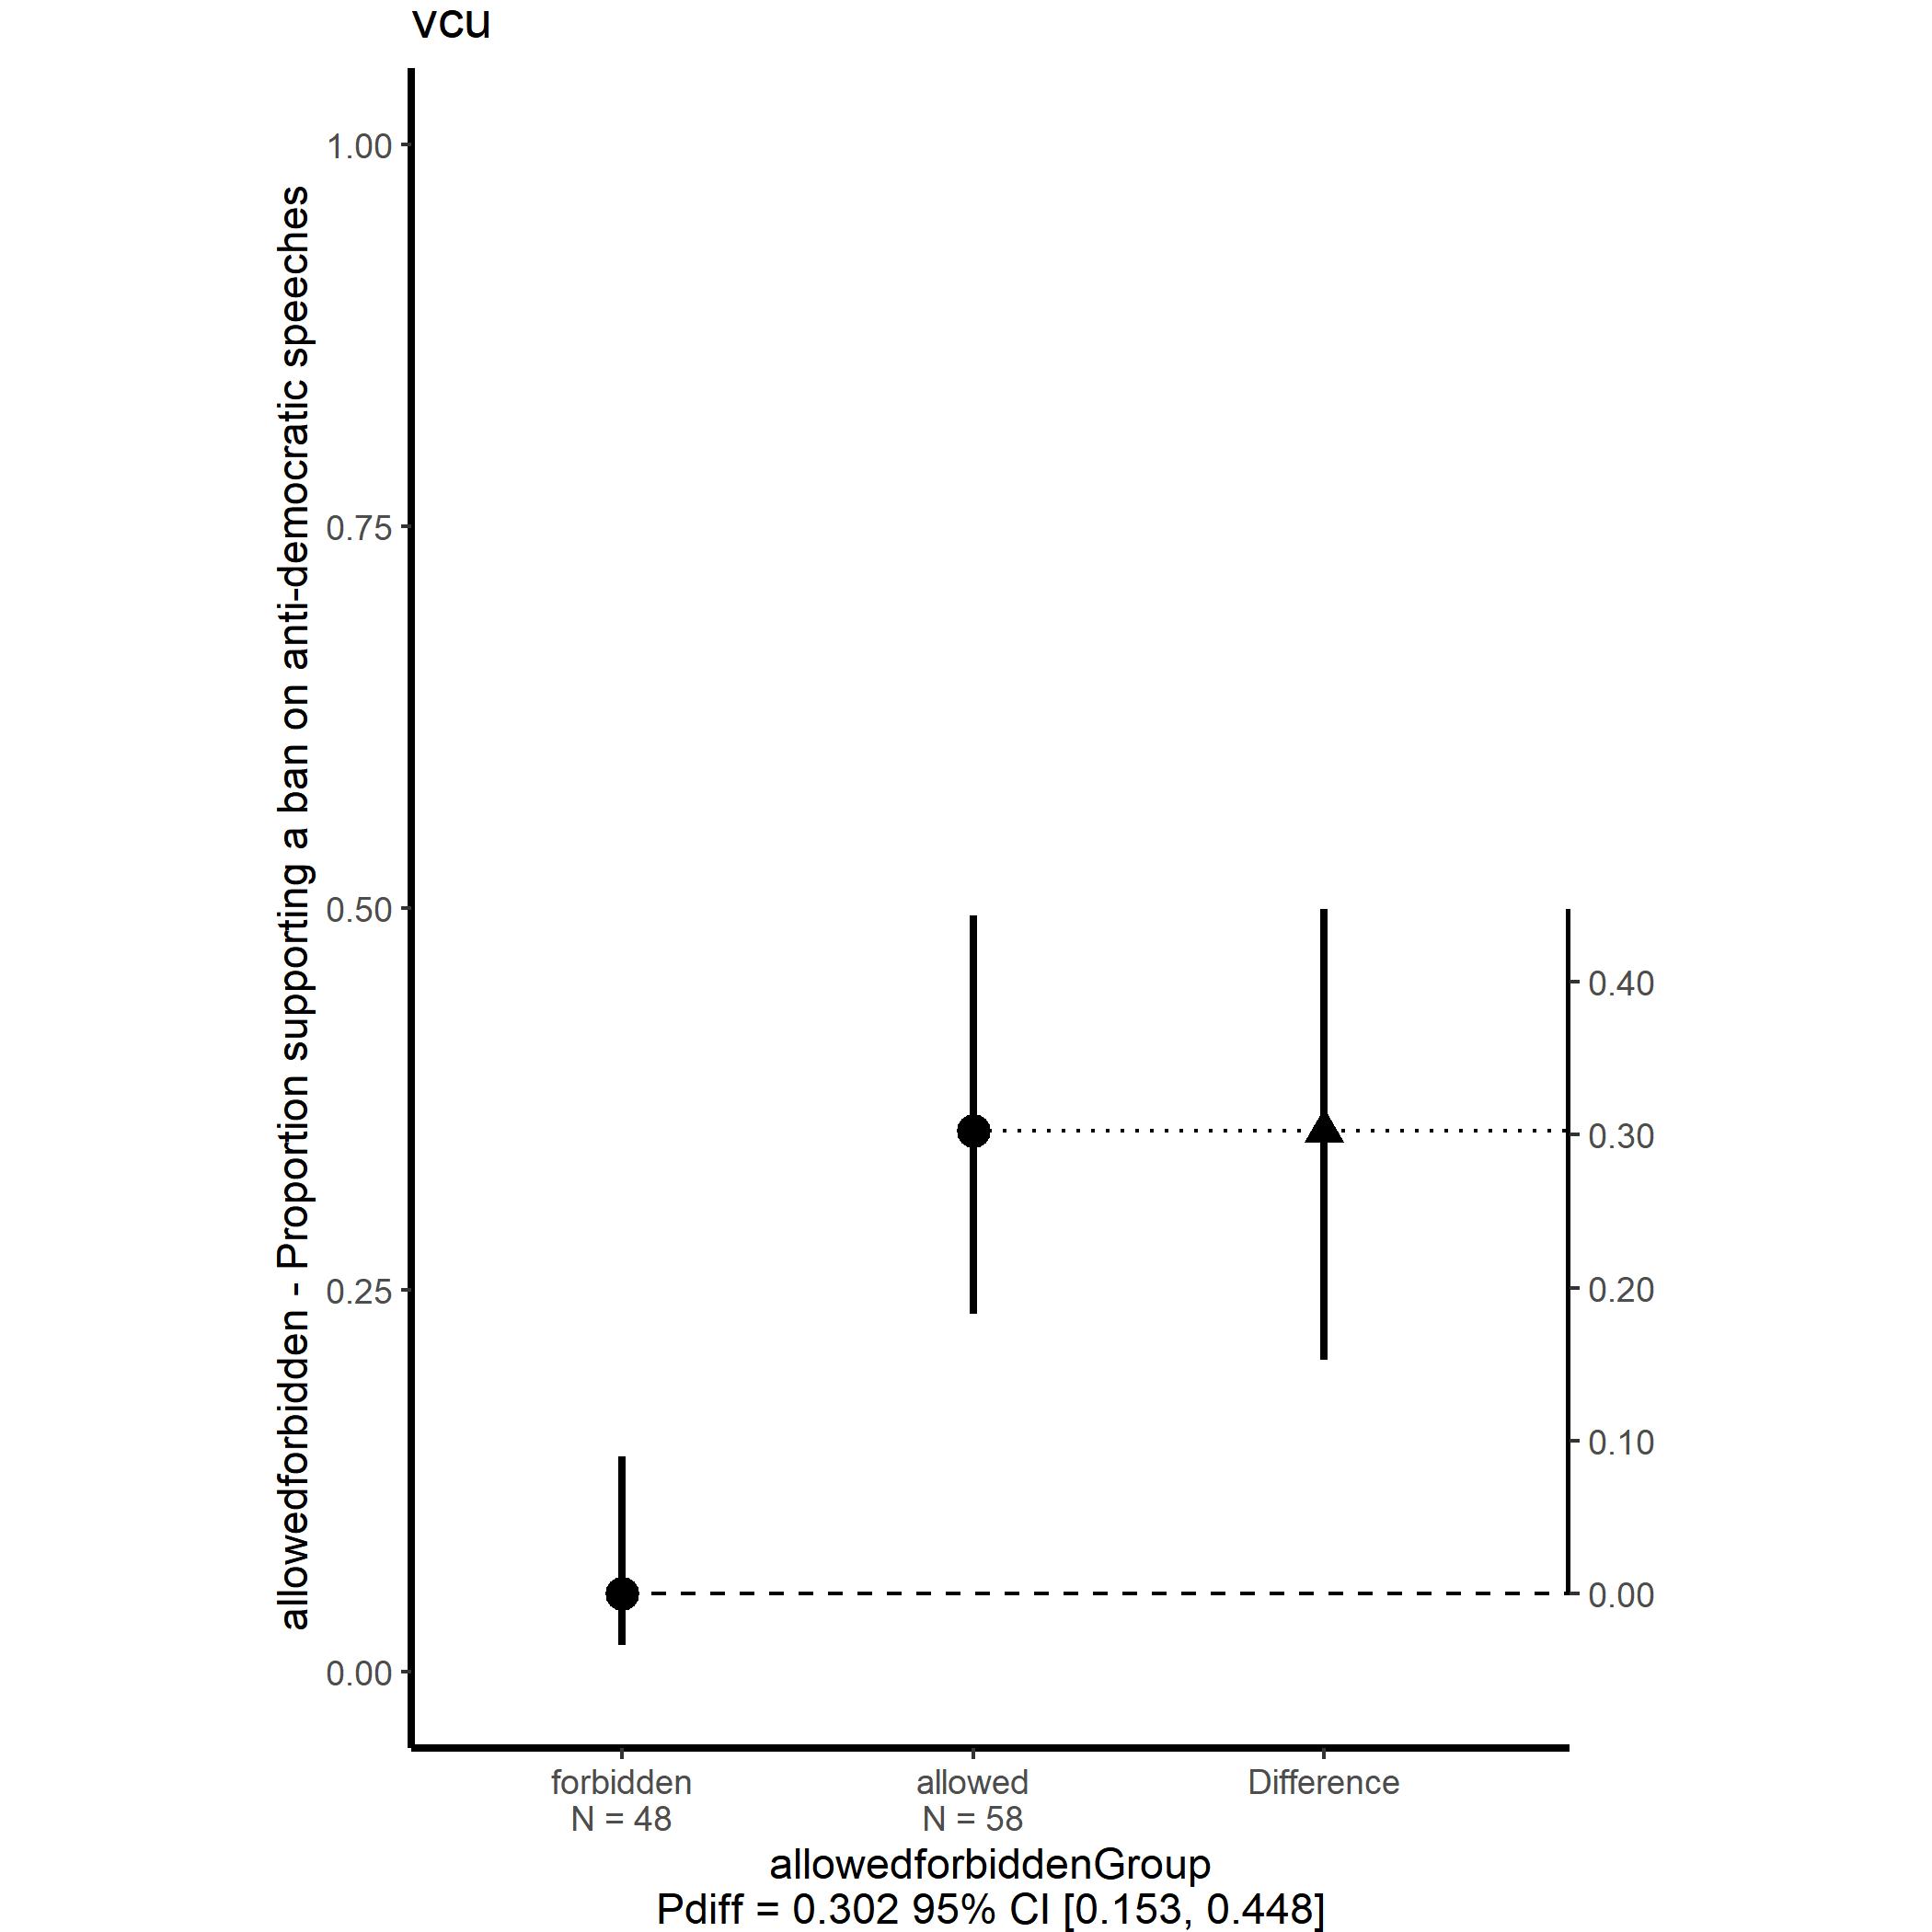 vcu
allowedforbidden - Proportion supporting a ban on anti-democratic speeches
1.00
0.75
0.50
0.25
0.00
0.40
0.30
0.20
0.10
0.00
forbidden
N = 48
allowed
N = 58
Difference
allowedforbiddenGroup
Pdiff = 0.302 95% CI [0.153, 0.448]